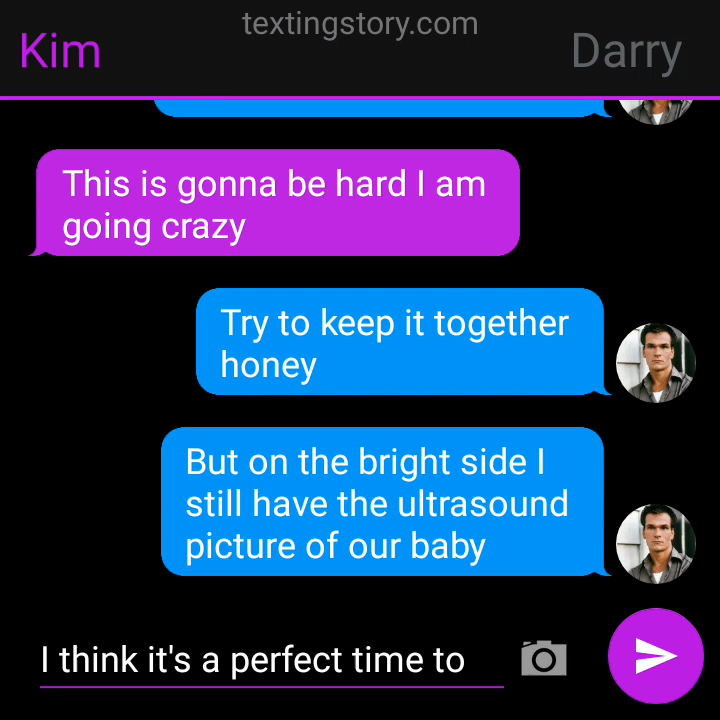 textingstory.com
Kim
Darry
This is gonna be hard I am
going crazy
Try to keep it together
honey
But on the bright side I
still have the ultrasound
picture of our baby
I think it's a perfect time to